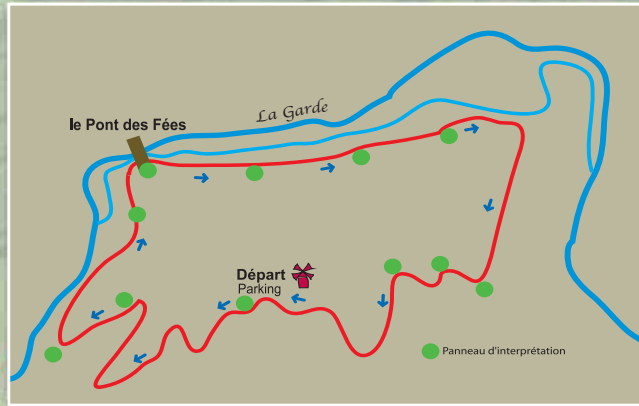 La Garde
le Pont des Fées
Départ
Parking
Panneau d'interprétation